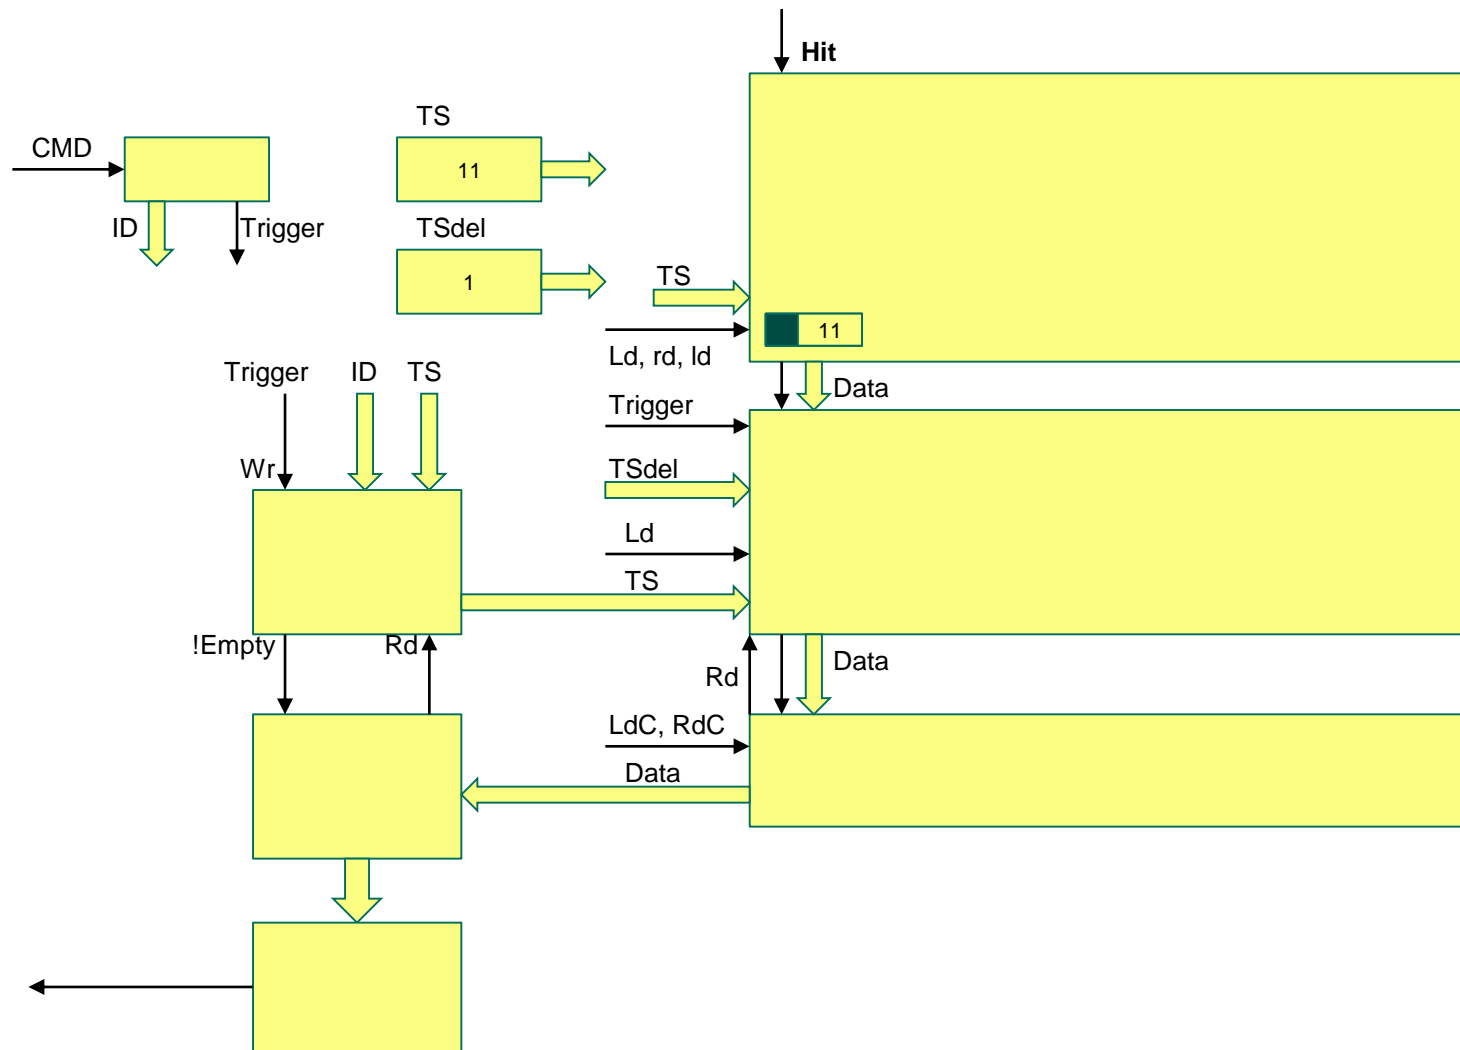 Hit
TS
CMD
11
ID
Trigger
TSdel
1
TS
11
Ld, rd, ld
Trigger
ID
TS
Data
Trigger
Wr
TSdel
Ld
TS
!Empty
Rd
Rd
Data
LdC, RdC
Data